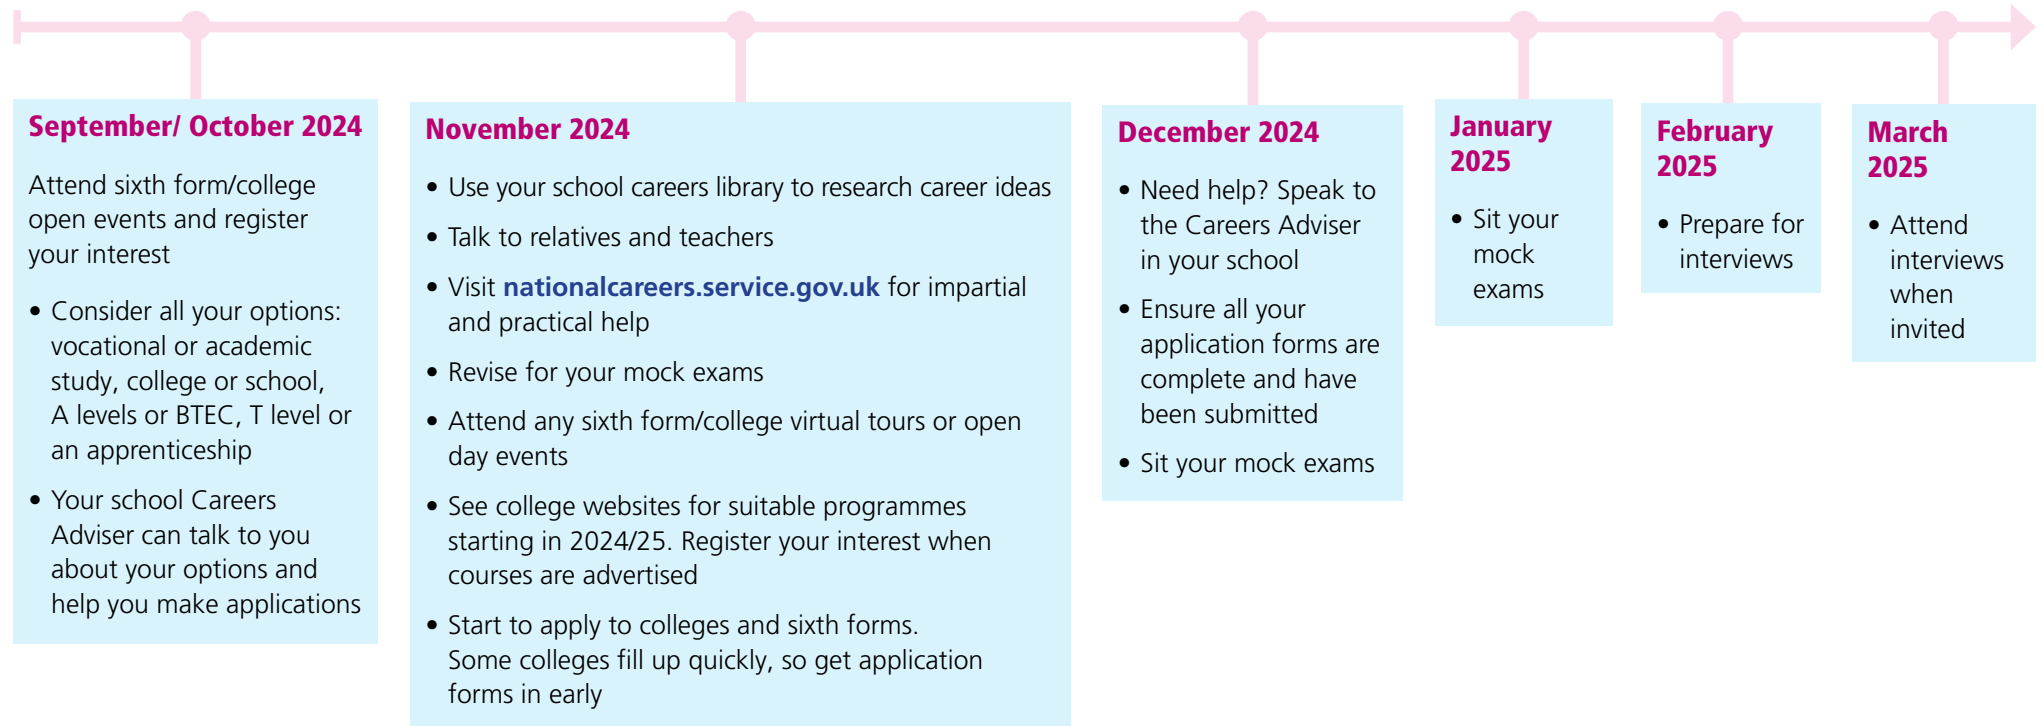 September/ October 2024
Attend sixth form/college
open events and register
your interest
• Consider all your options:
vocational or academic
study, college or school,
A levels or BTEC, T level or
an apprenticeship
• Your school Careers
Adviser can talk to you
about your options and
help you make applications
November 2024
• Use your school careers library to research career ideas
• Talk to relatives and teachers
• Visit nationalcareers.service.gov.uk for impartial
and practical help
• Revise for your mock exams
• Attend any sixth form/college virtual tours or open
day events
• See college websites for suitable programmes
starting in 2024/25. Register your interest when
courses are advertised
• Start to apply to colleges and sixth forms.
Some colleges fill up quickly, so get application
forms in early
December 2024
• Need help? Speak to
the Careers Adviser
in your school
• Ensure all your
application forms are
complete and have
been submitted
• Sit your mock exams
January
2025
• Sit your
mock
exams
February
2025
• Prepare for
interviews
March
2025
• Attend
interviews
when
invited